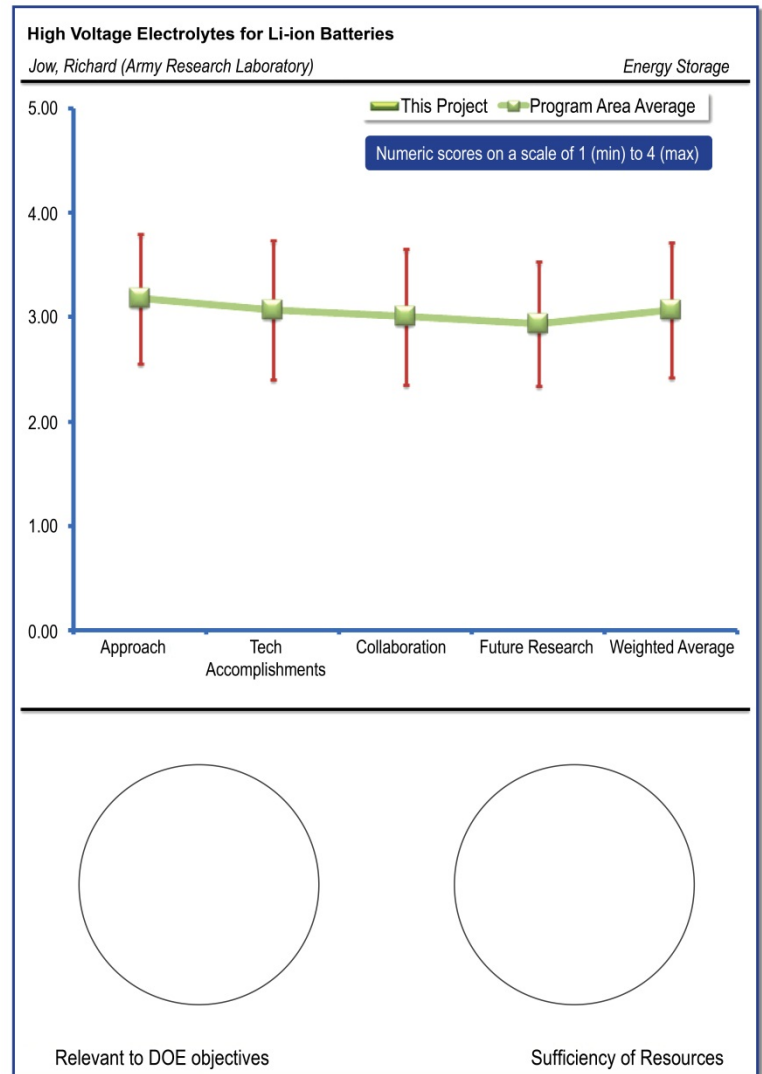 High Voltage Electrolytes for Li-ion Batteries
Jow, Richard (Army Research Laboratory) Energy Storage
5.00
This Project Program Area Average
Numeric scores on a scale of 1 (min) to 4 (max)
4.00
3.00
2.00
1.00
0.00
Approach Tech Collaboration Future Research Weighted Average
Accomplishments
Relevant to DOE objectives Sufficiency of Resources